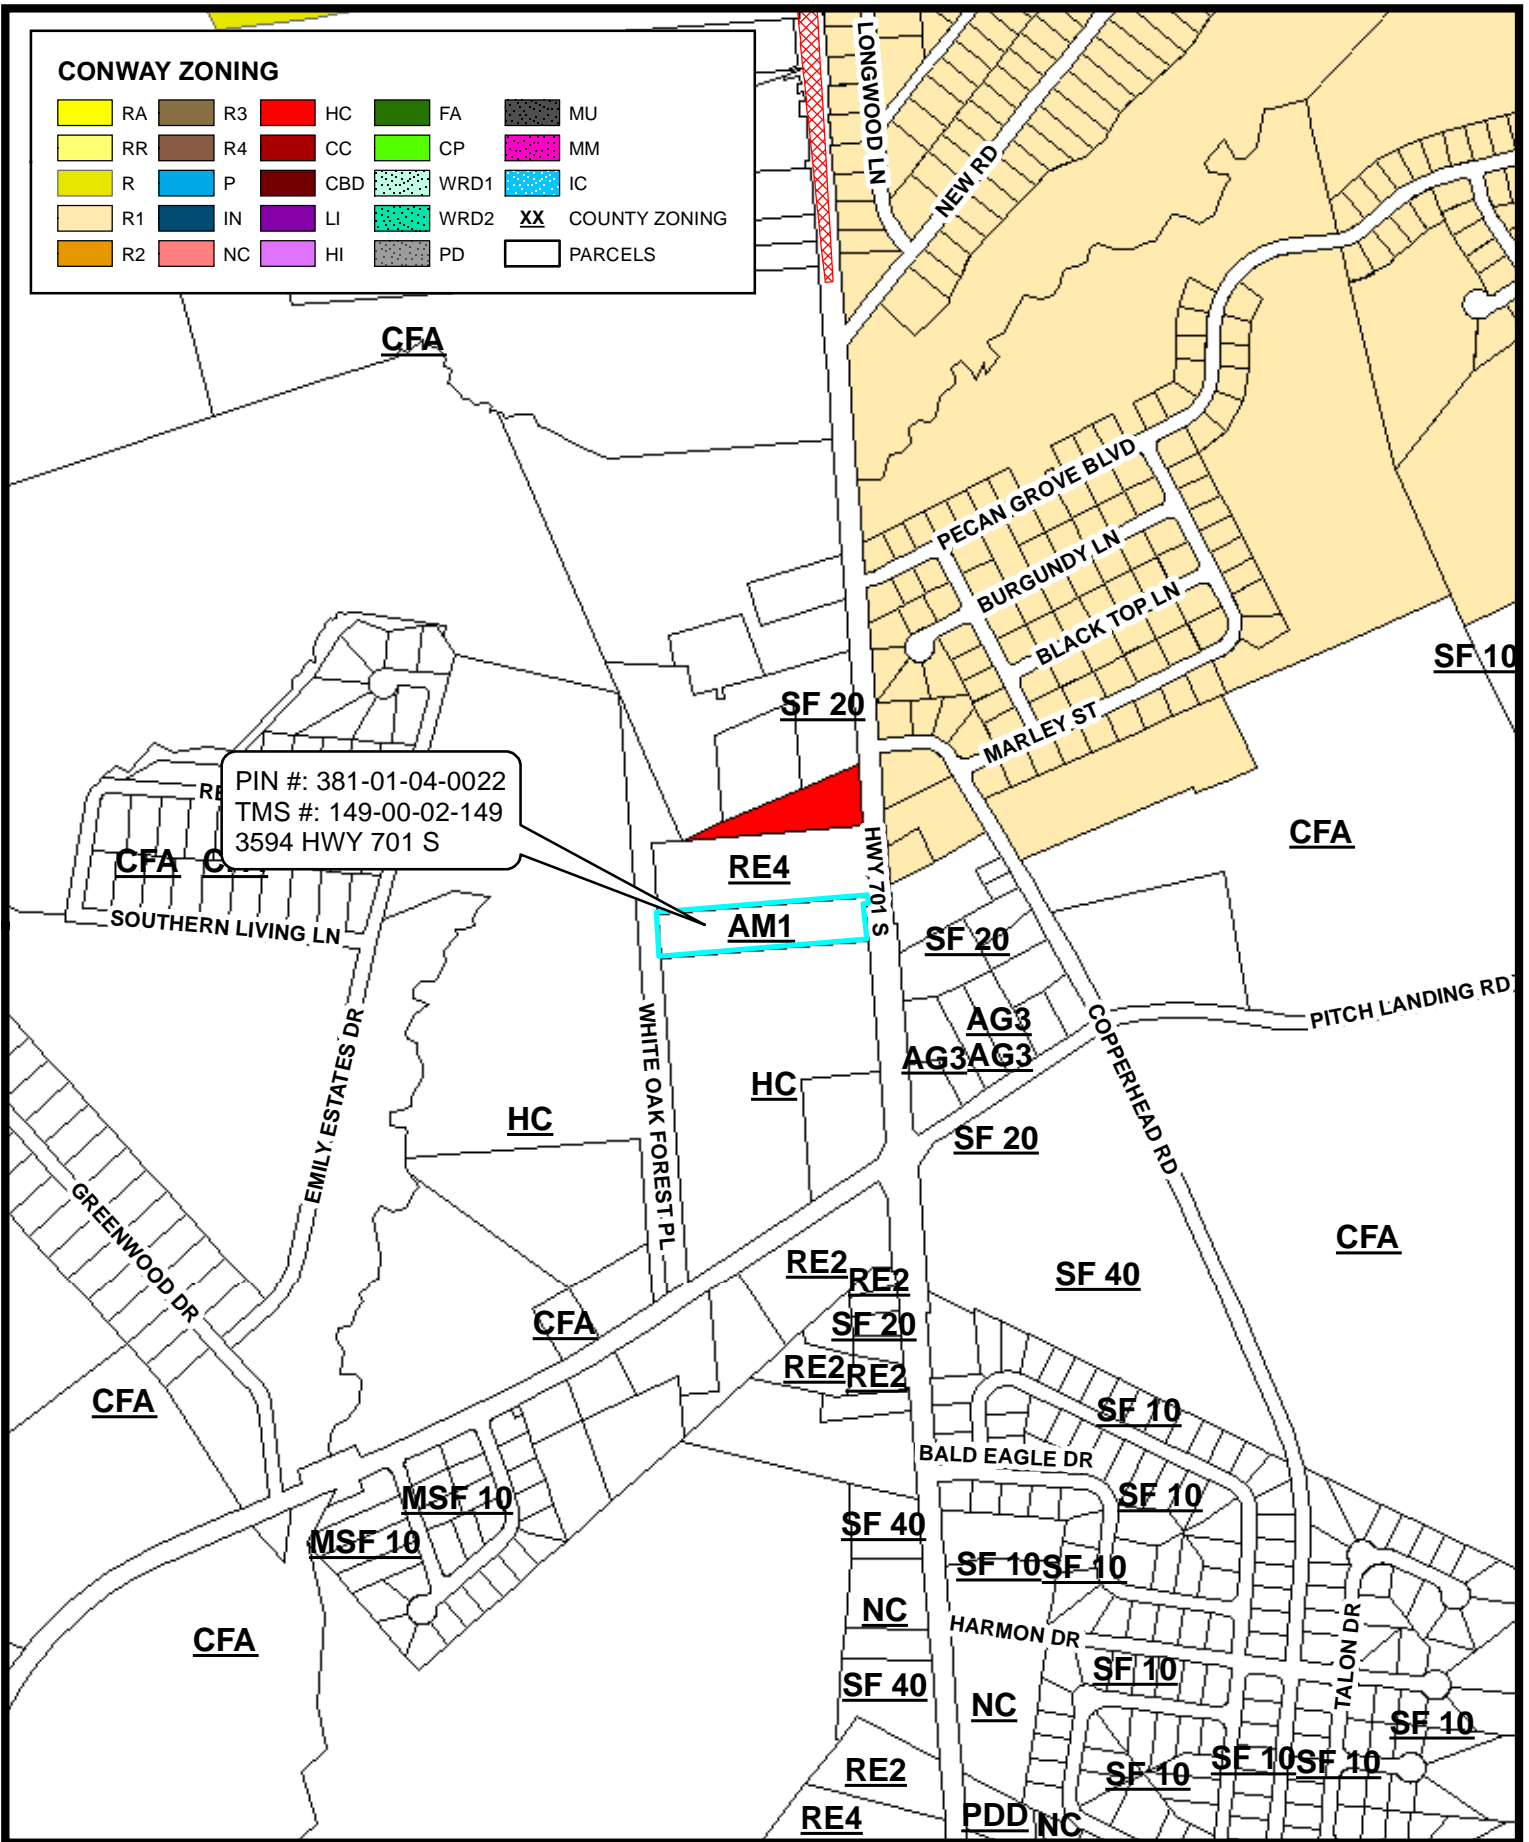 CONWAY ZONING
RA R3 HC FA MU
RR R4 CC CP MM
R P CBD WRD1 IC
R1 IN LI WRD2 XX COUNTY ZONING
R2 NC HI PD PARCELS
LONGWOOD LN
NEW RD
CFA
PECAN GROVE BLVD
BURGUNDY LN
BLACK TOP LN
SF 10
SF 20
MARLEY ST
PIN #: 381-01-04-0022
TMS #: 149-00-02-149
3594 HWY 701 S
RE
CFA
CFA
HWY 701 S
RE4
CFA
SOUTHERN LIVING LN
AM1
SF 20
PITCH LANDING RD
AG3
AG3 AG3
WHITE OAK FOREST PL
EMILY ESTATES DR
COPPERHEAD RD
HC
HC
SF 20
GREENWOOD DR
CFA
RE2
RE2
SF 40
CFA
SF 20
RE2 RE2
CFA
SF 10
BALD EAGLE DR
MSF 10
SF 10
MSF 10
SF 40
SF 10 SF 10
NC
HARMON DR
CFA
TALON DR
SF 10
SF 40
NC
SF 10
RE2
SF 10 SF 10 SF 10
RE4
PDD NC